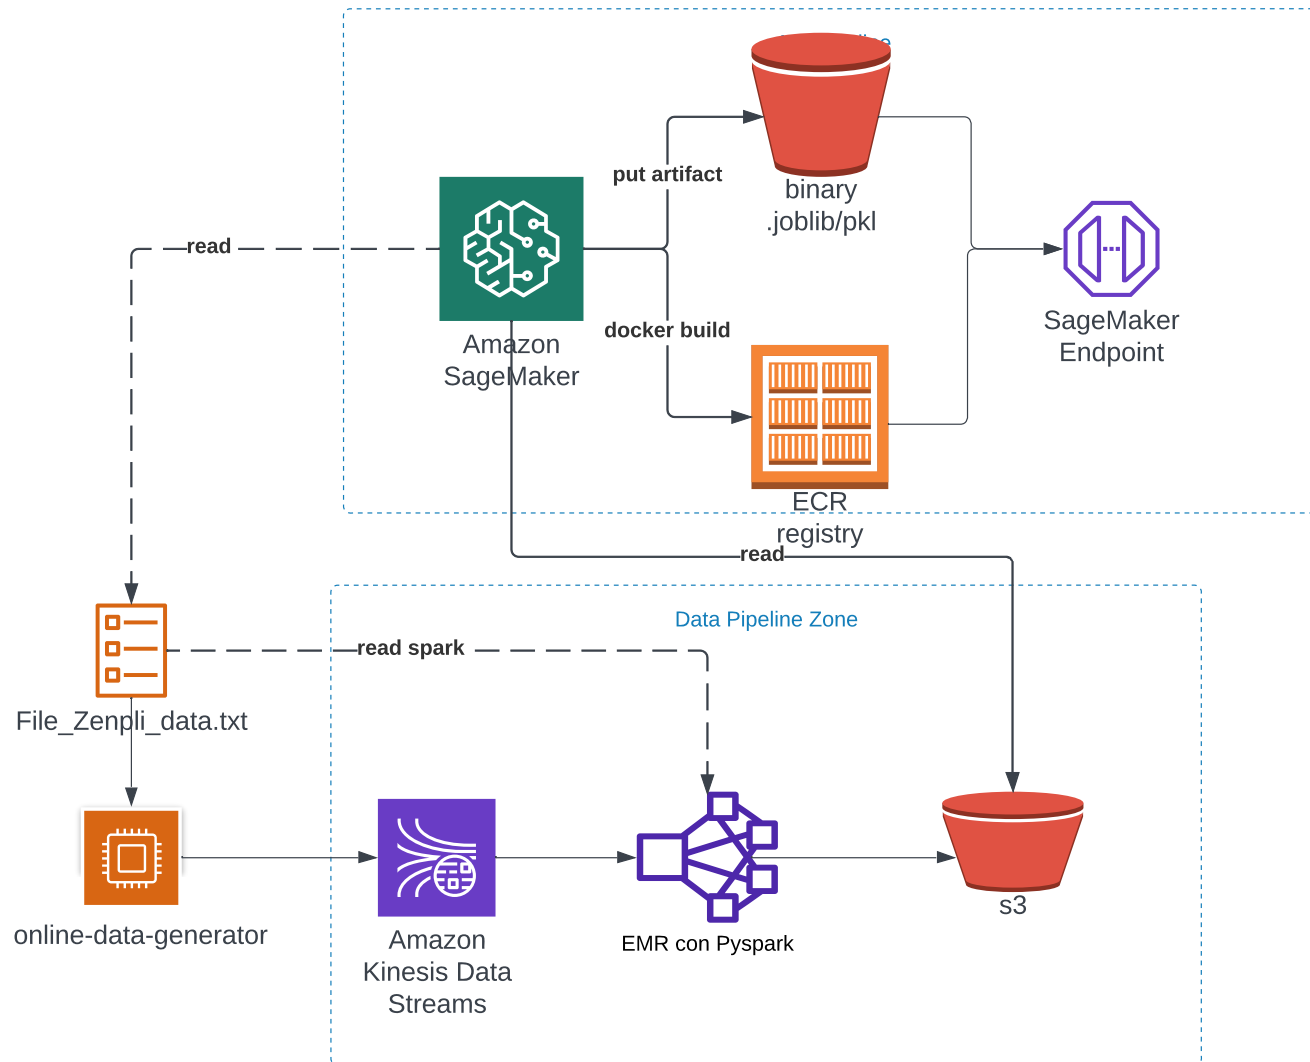 put artifact
binary
.joblib/pkl
read
docker build
Amazon
SageMaker
SageMaker
Endpoint
ECR
registry
read
Data Pipeline Zone
read spark
File_Zenpli_data.txt
online-data-generator
Amazon
Kinesis Data
Streams
EMR con Pyspark
s3